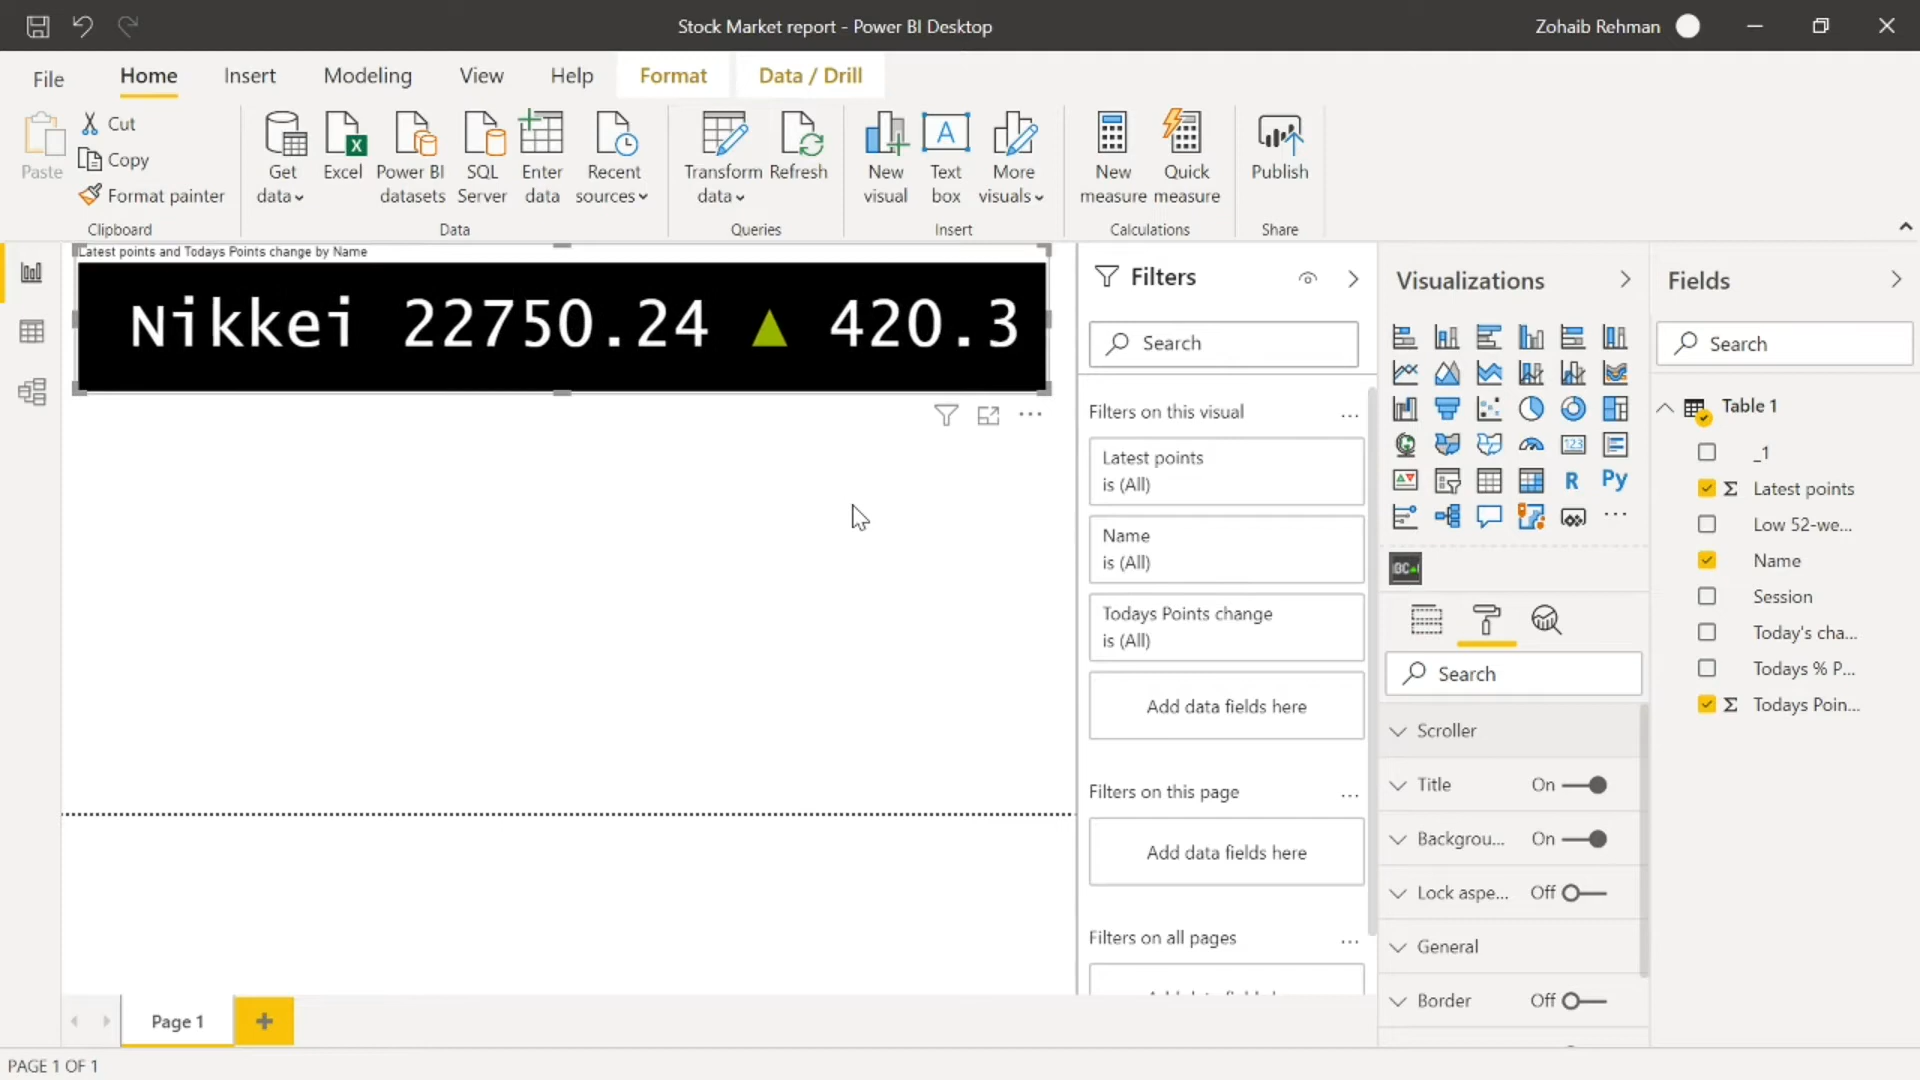 Stock Market report - Power BI Desktop
Zohaib Rehman
File
Home
Insert
Modeling
View
Help
Format
Data / Drill
Paste
Cut
Copy
Format painter
Clipboard
Get data
Excel
Power BI datasets
SQL Server
Enter data
Recent sources
Data
Transform data
Refresh
Queries
New visual
Text box
More visuals
Insert
New measure
Quick measure
Calculations
Publish
Share
Latest points and Todays Points change by Name
Nikkei 22750.24 ▲ 420.3
Filters
Search
Filters on this visual
...
Latest points
is (All)
Name
is (All)
Todays Points change
is (All)
Add data fields here
Filters on this page
...
Add data fields here
Filters on all pages
...
Visualizations
123
R
Py
...
Search
Scroller
Title On
Backgrou... On
Lock aspe... Off
General
Border Off
Fields
Search
Table 1
_1
Σ Latest points
Low 52-we...
Name
Session
Today's cha...
Todays % P...
Σ Todays Poin...
Page 1
PAGE 1 OF 1